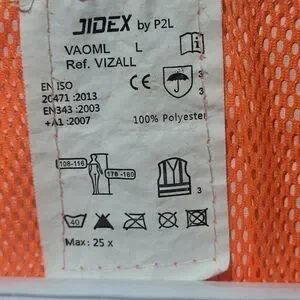 JIDEX by P2L
VAOML L
Ref. VIZALL
EN ISO
20471 :2013
EN343 :2003
+A1 :2007
CE
3
3
100% Polyester
108-116
176-180
3
40
Max: 25 x